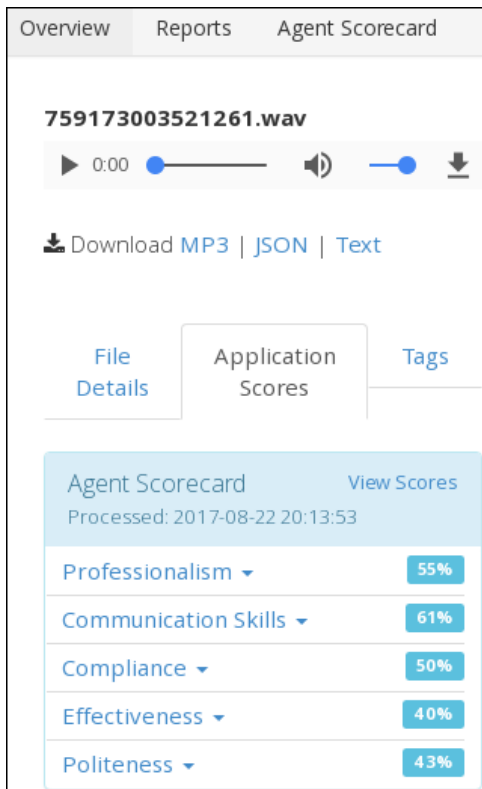 Overview Reports Agent Scorecard
759173003521261.wav
0:00
Download MP3 | JSON | Text
File Details
Application Scores
Tags
Agent Scorecard View Scores
Processed: 2017-08-22 20:13:53
Professionalism 55%
Communication Skills 61%
Compliance 50%
Effectiveness 40%
Politeness 43%